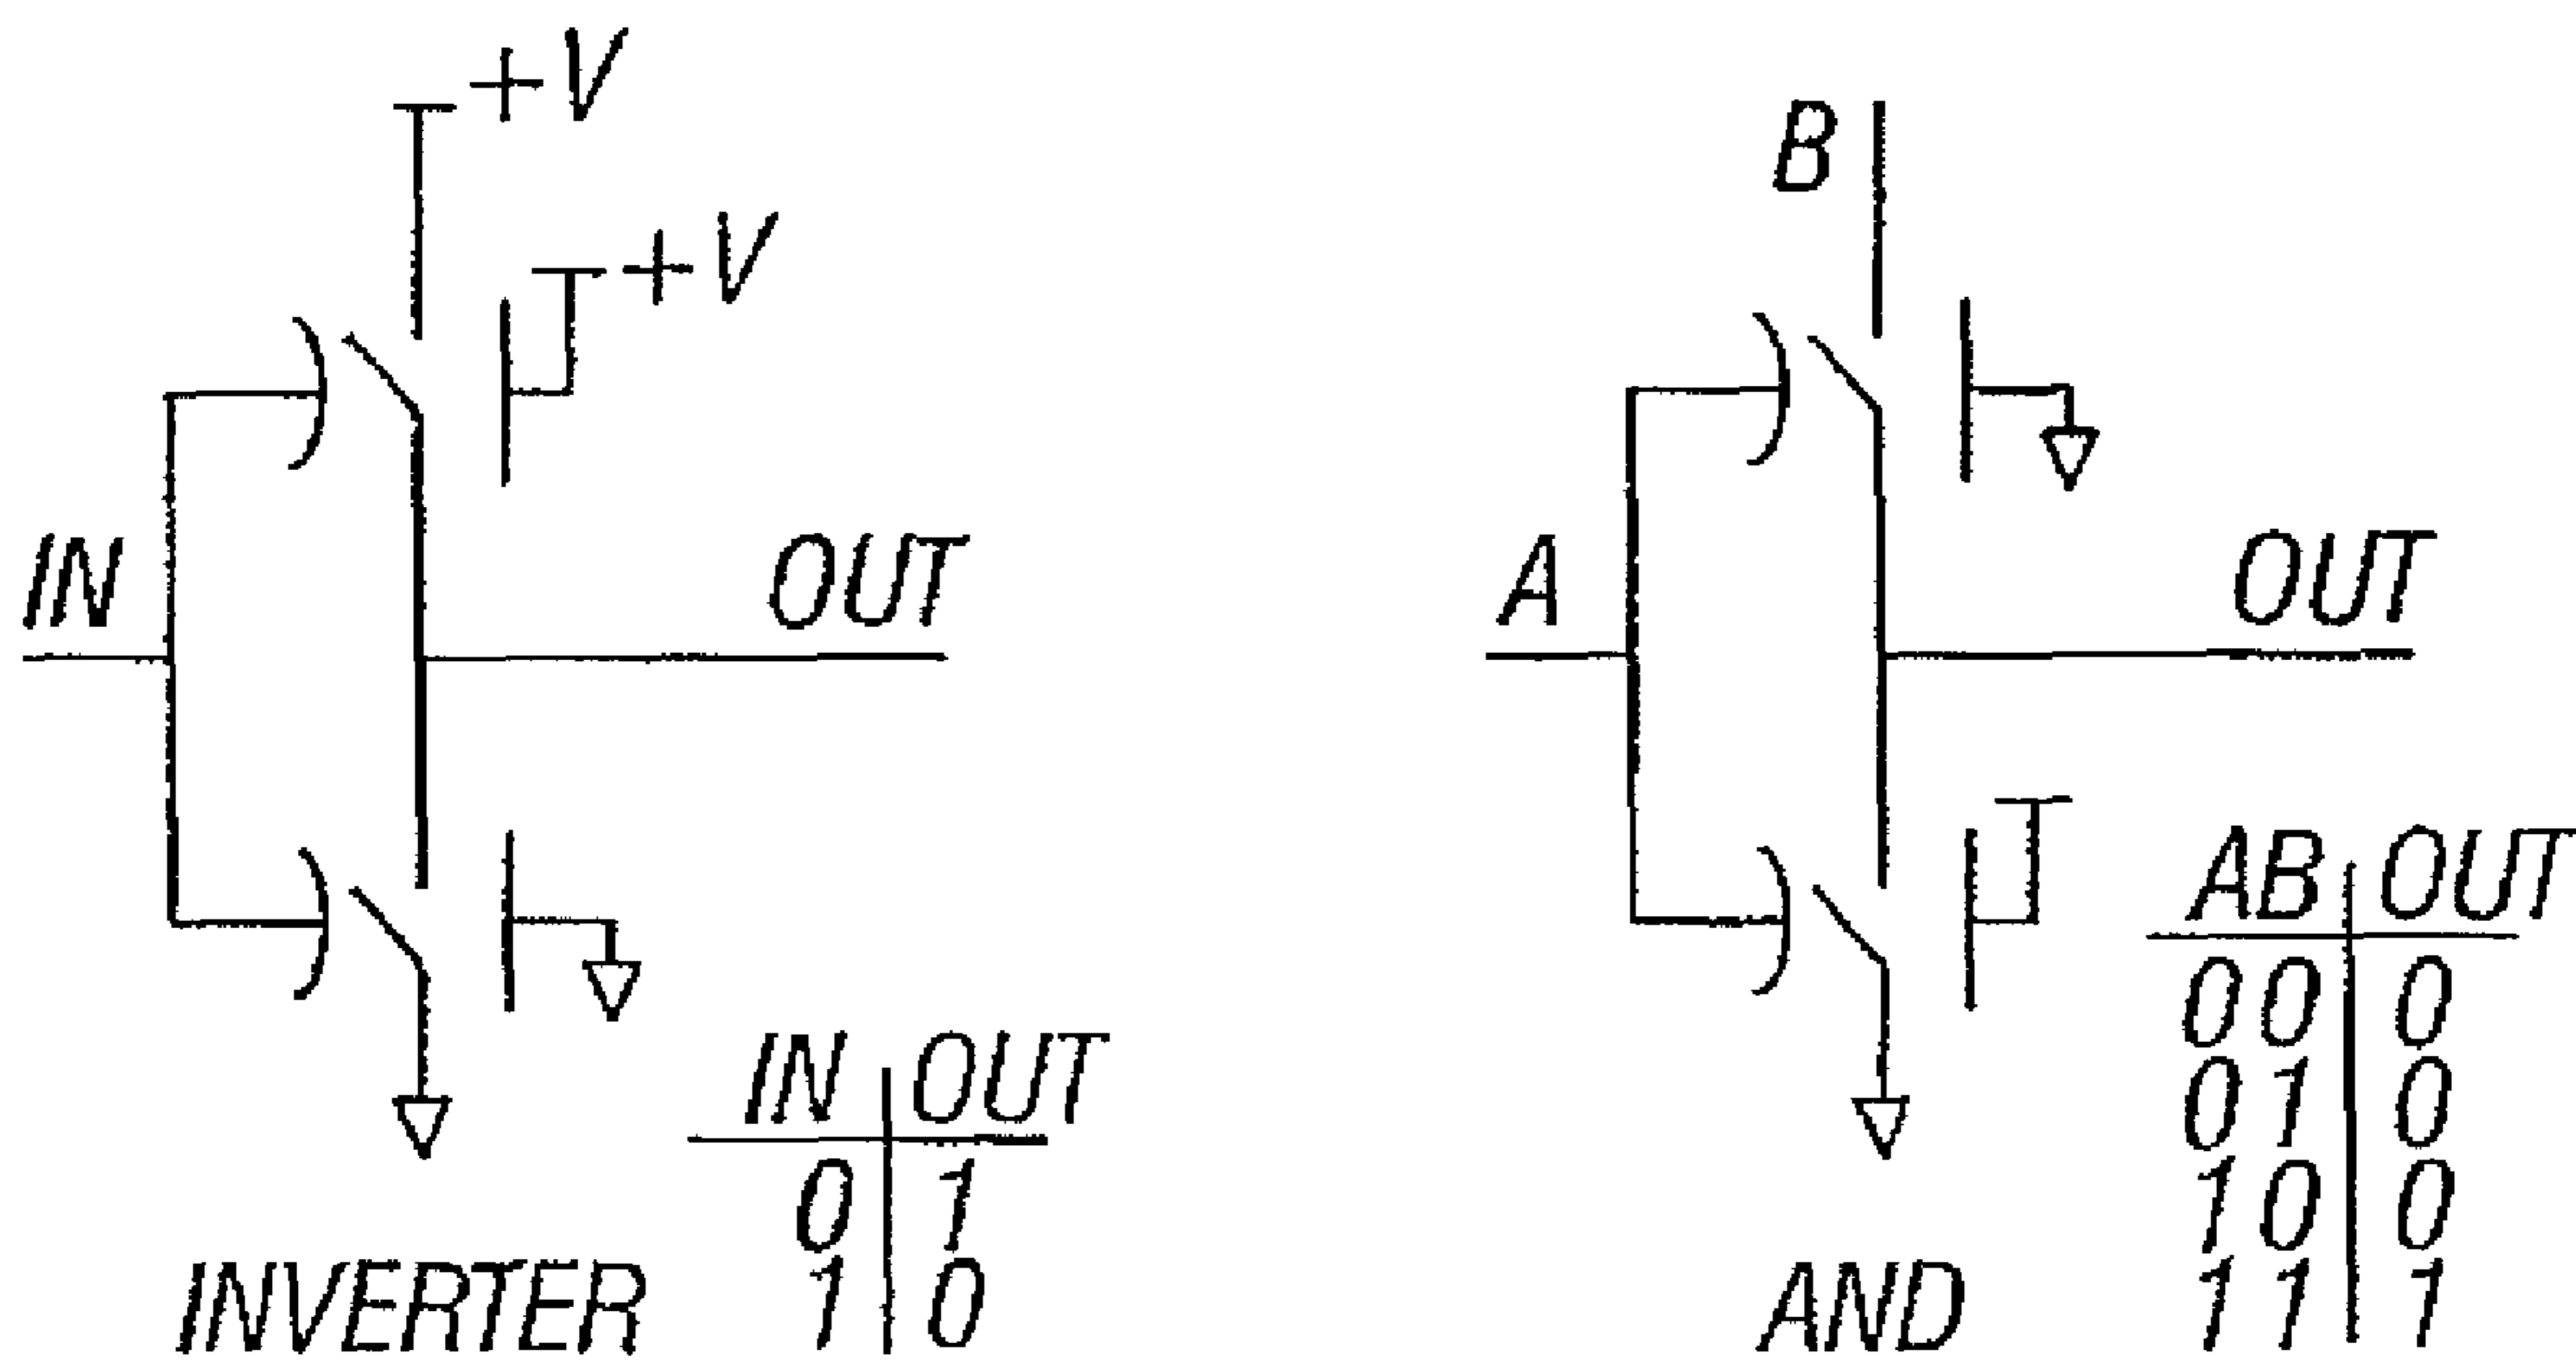 +V
+V
IN
OUT
IN OUT
0 1
1 0
INVERTER
B
A
OUT
AB OUT
00 0
01 0
10 0
11 1
AND